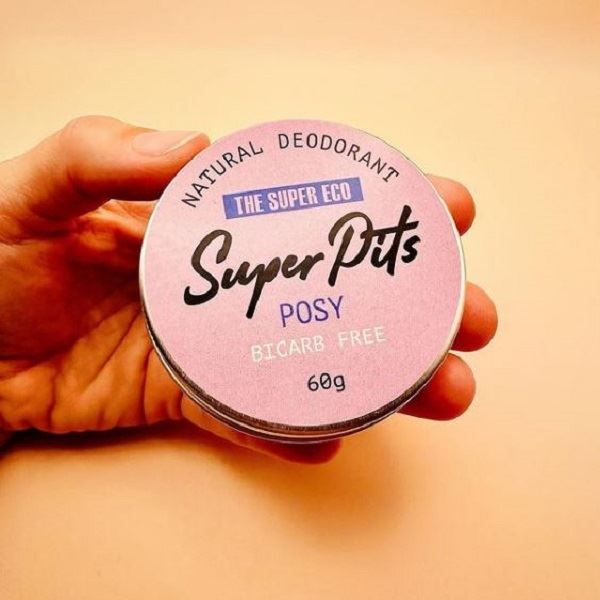 NATURAL DEODORANT
THE SUPER ECO
Super Pits
POSY
BICARB FREE
60g